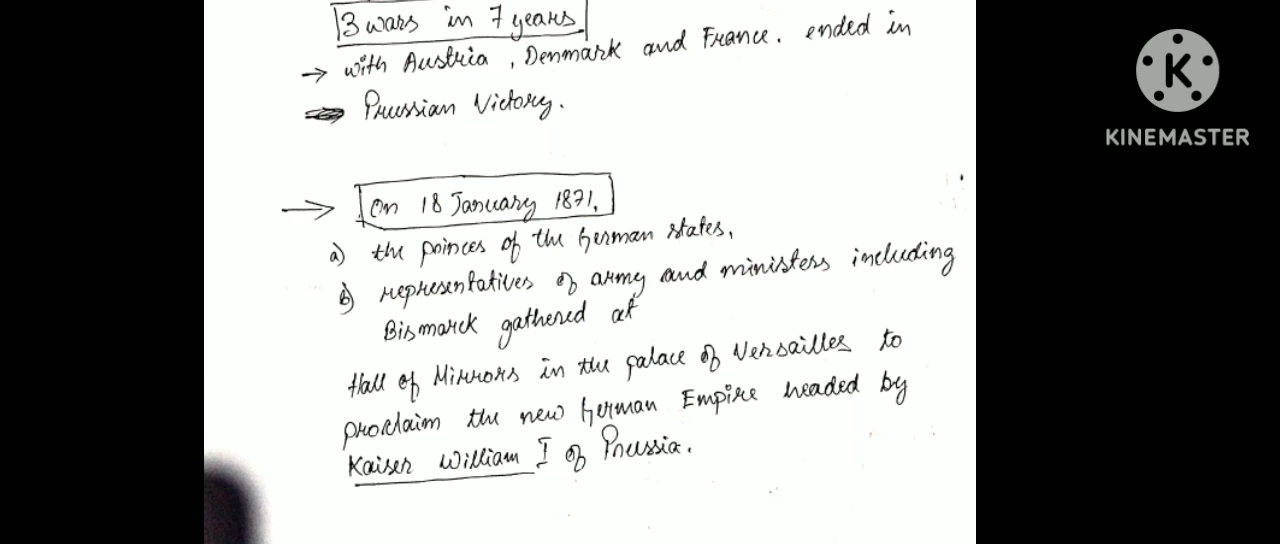 3 wars in 7 years
→ with Austria, Denmark and France. ended in
Prussian Victory.
→ On 18 January 1871,
a) the princes of the German states,
b) representatives of army and ministers including
Bismarck gathered at
Hall of Mirrors in the palace of Versailles to
proclaim the new German Empire headed by
Kaiser William I of Prussia.
K
KINEMASTER